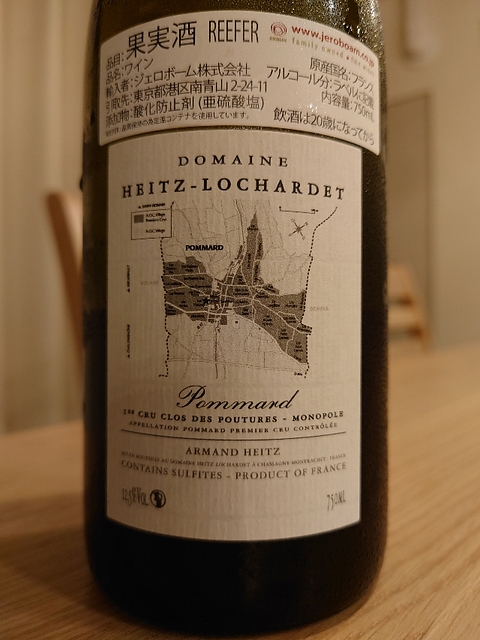 品目: 果実酒 REEFER
www.jeroboam.co.jp
family owned
品名: ワイン
原産国名: フランス
輸入者: ジェロボーム株式会社
アルコール分: ラベルに記載
引取先: 東京都港区南青山2-24-11
内容量: 750ml
添加物: 酸化防止剤(亜硫酸塩)
飲酒は20歳になってから
DOMAINE
HEITZ-LOCHARDET
POMMARD
Pommard
1ER CRU CLOS DES POUTURES - MONOPOLE
APPELLATION POMMARD PREMIER CRU CONTRÔLÉE
ARMAND HEITZ
CONTAINS SULFITES - PRODUCT OF FRANCE
750ML